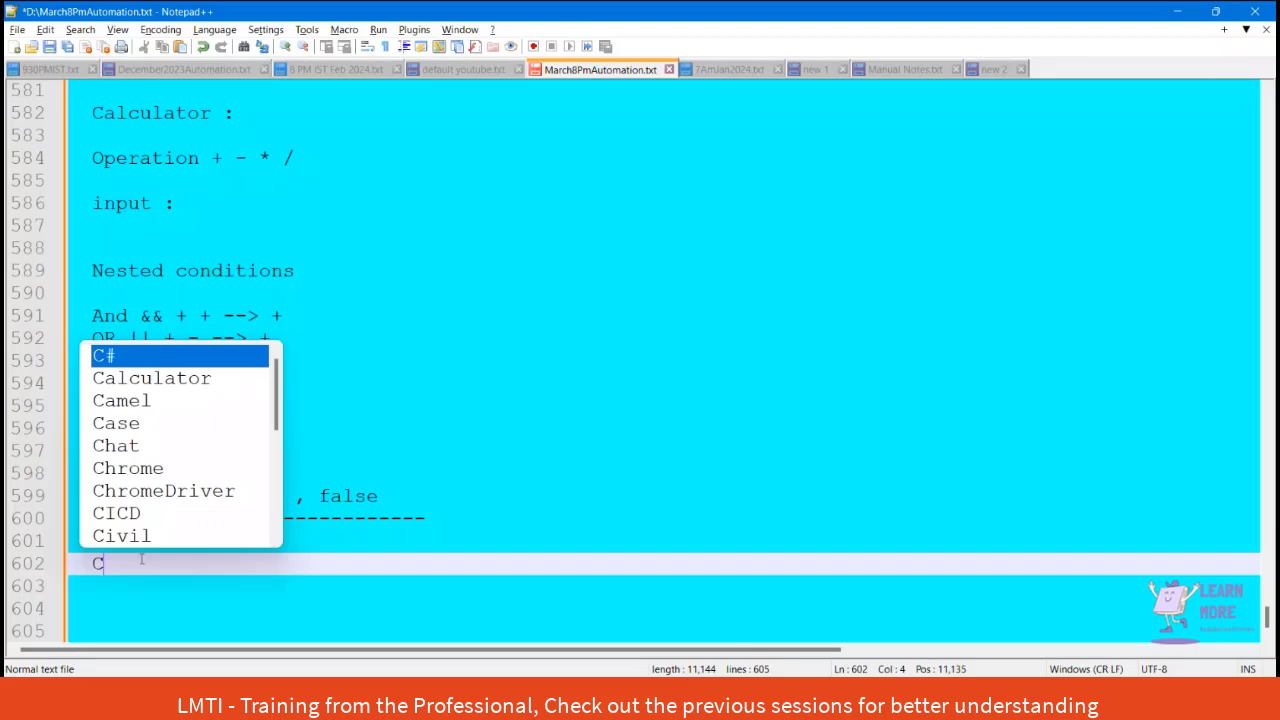 *D:\March8PmAutomation.txt - Notepad++
File Edit Search View Encoding Language Settings Tools Macro Run Plugins Window ?
930PMIST.txt December2023Automation.txt 8 PM IST Feb 2024.txt default youtube.txt March8PmAutomation.txt 7AmJan2024.txt new 1 Manual Notes.txt new 2
581
582 Calculator :
583
584 Operation + - * /
585
586 input :
587
588
589 Nested conditions
590
591 And && + + --> +
592 OR || + - --> +
593 C#
594 Calculator
595 Camel
596 Case
597 Chat
598 Chrome
599 ChromeDriver , false
600 CICD ------------
601 Civil
602 C
603
604
605
LEARN
MORE
Normal text file length : 11,144 lines : 605 Ln : 602 Col : 4 Pos : 11,135 Windows (CR LF) UTF-8 INS
LMTI - Training from the Professional, Check out the previous sessions for better understanding